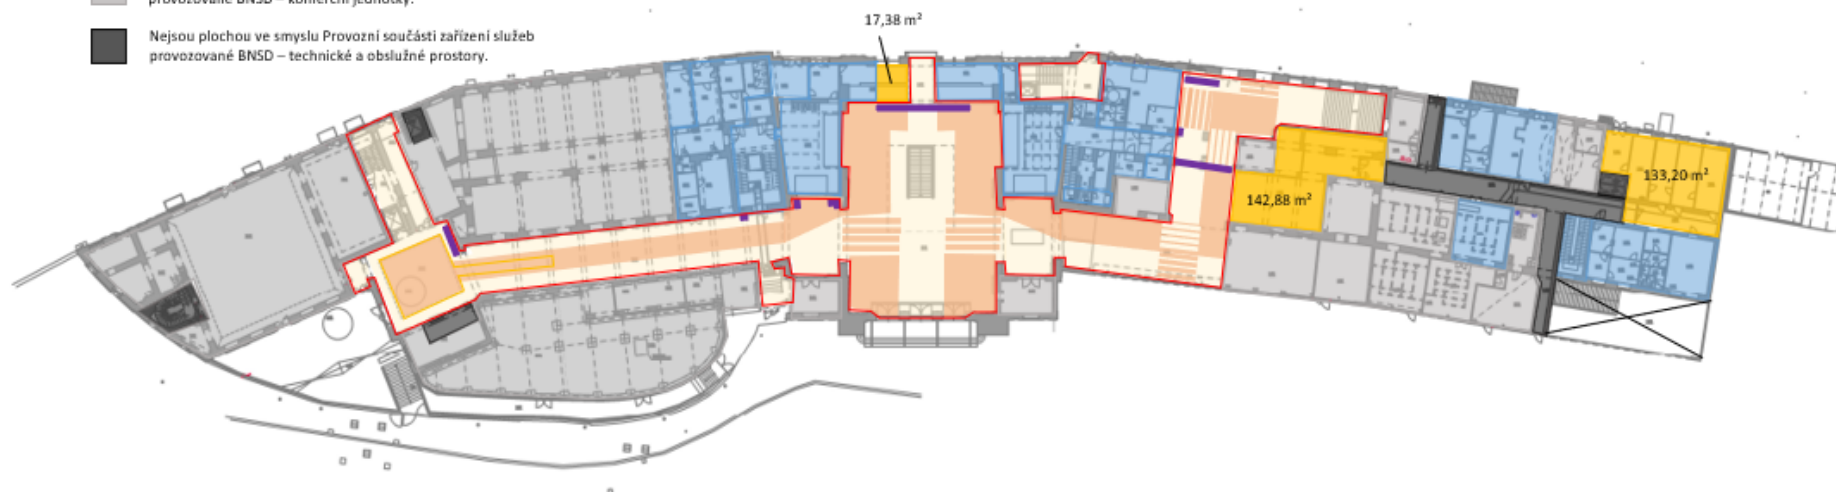 provozované BNSD – komerční jednotky.
Nejsou plochou ve smyslu Provozní součásti zařízení služeb
provozované BNSD – technické a obslužné prostory.
17,38 m²
142,88 m²
133,20 m²